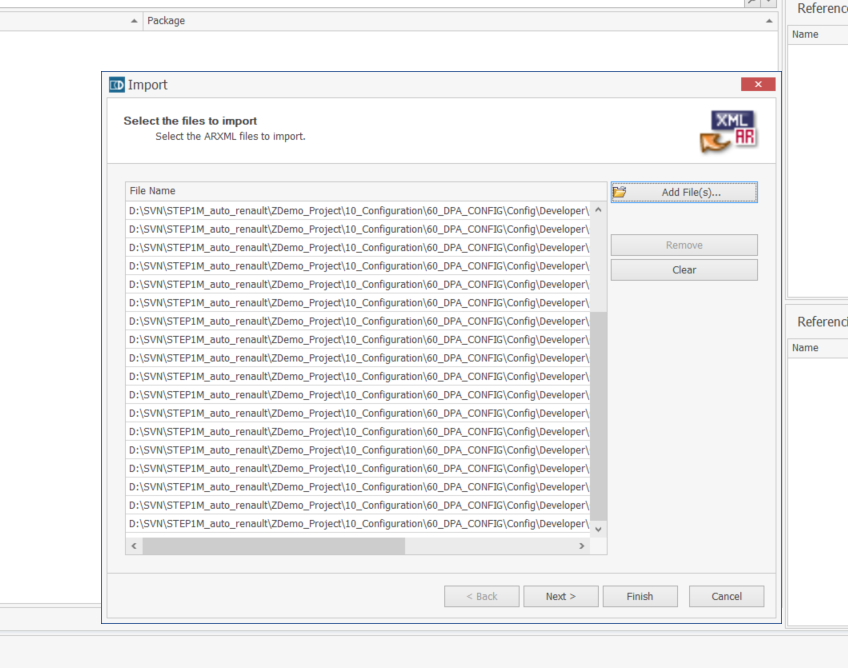 Referenc
Package
Name
Import
Select the files to import
Select the ARXML files to import.
XML
AR
File Name
Add File(s)...
D:\SVN\STEP1M_auto_renault\ZDemo_Project\10_Configuration\60_DPA_CONFIG\Config\Developer\
D:\SVN\STEP1M_auto_renault\ZDemo_Project\10_Configuration\60_DPA_CONFIG\Config\Developer\
D:\SVN\STEP1M_auto_renault\ZDemo_Project\10_Configuration\60_DPA_CONFIG\Config\Developer\
Remove
D:\SVN\STEP1M_auto_renault\ZDemo_Project\10_Configuration\60_DPA_CONFIG\Config\Developer\
Clear
D:\SVN\STEP1M_auto_renault\ZDemo_Project\10_Configuration\60_DPA_CONFIG\Config\Developer\
D:\SVN\STEP1M_auto_renault\ZDemo_Project\10_Configuration\60_DPA_CONFIG\Config\Developer\
D:\SVN\STEP1M_auto_renault\ZDemo_Project\10_Configuration\60_DPA_CONFIG\Config\Developer\
Referenci
D:\SVN\STEP1M_auto_renault\ZDemo_Project\10_Configuration\60_DPA_CONFIG\Config\Developer\
Name
D:\SVN\STEP1M_auto_renault\ZDemo_Project\10_Configuration\60_DPA_CONFIG\Config\Developer\
D:\SVN\STEP1M_auto_renault\ZDemo_Project\10_Configuration\60_DPA_CONFIG\Config\Developer\
D:\SVN\STEP1M_auto_renault\ZDemo_Project\10_Configuration\60_DPA_CONFIG\Config\Developer\
D:\SVN\STEP1M_auto_renault\ZDemo_Project\10_Configuration\60_DPA_CONFIG\Config\Developer\
D:\SVN\STEP1M_auto_renault\ZDemo_Project\10_Configuration\60_DPA_CONFIG\Config\Developer\
D:\SVN\STEP1M_auto_renault\ZDemo_Project\10_Configuration\60_DPA_CONFIG\Config\Developer\
D:\SVN\STEP1M_auto_renault\ZDemo_Project\10_Configuration\60_DPA_CONFIG\Config\Developer\
D:\SVN\STEP1M_auto_renault\ZDemo_Project\10_Configuration\60_DPA_CONFIG\Config\Developer\
D:\SVN\STEP1M_auto_renault\ZDemo_Project\10_Configuration\60_DPA_CONFIG\Config\Developer\
D:\SVN\STEP1M_auto_renault\ZDemo_Project\10_Configuration\60_DPA_CONFIG\Config\Developer\
< Back
Next >
Finish
Cancel